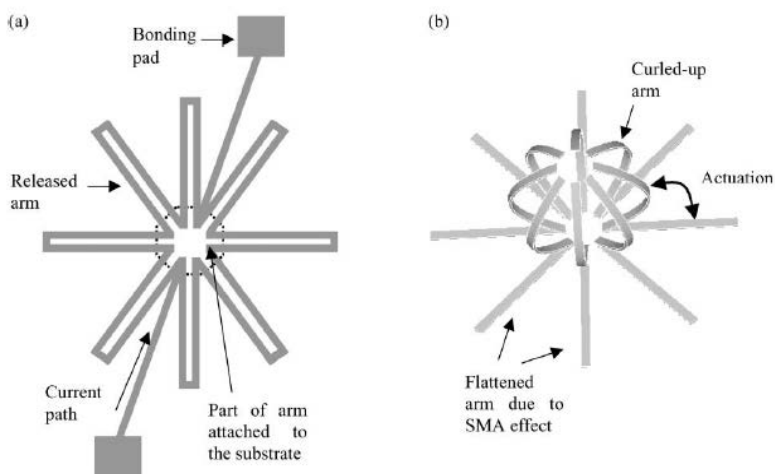 (a)
Bonding
pad
Released
arm
Current
path
Part of arm
attached to
the substrate
(b)
Curled-up
arm
Actuation
Flattened
arm due to
SMA effect